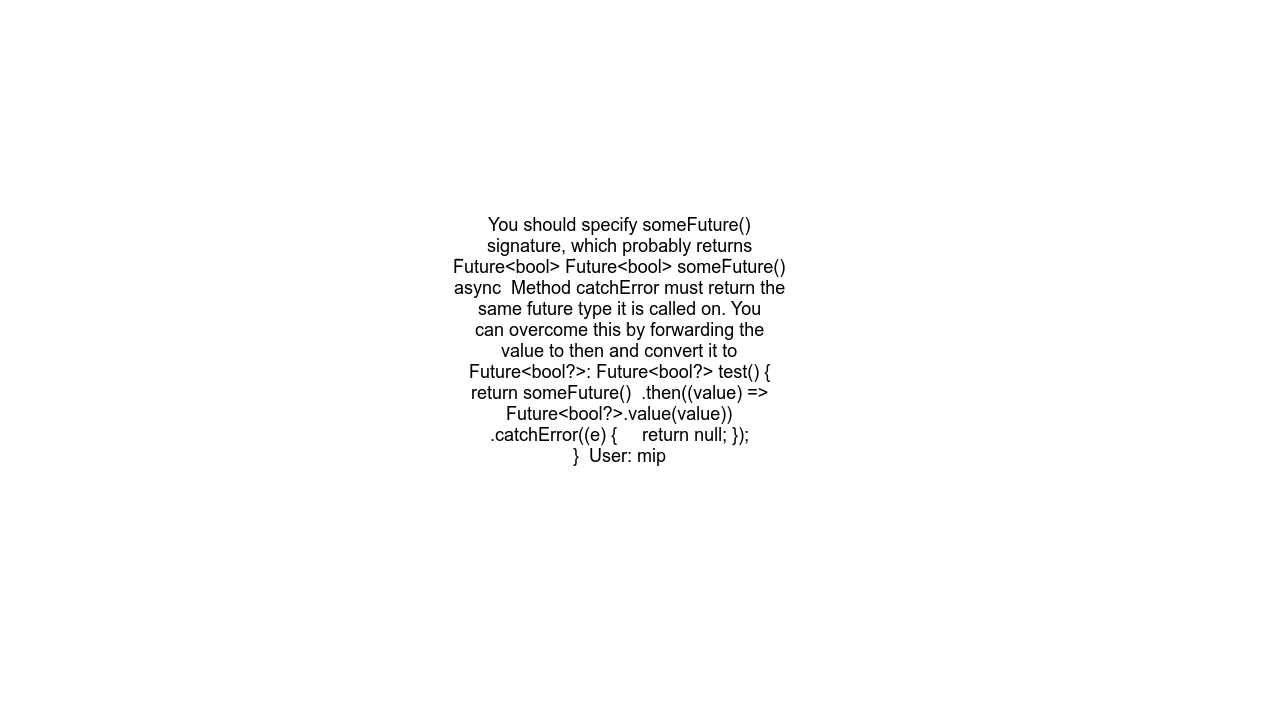 You should specify someFuture()
signature, which probably returns
Future<bool> Future<bool> someFuture()
async  Method catchError must return the
same future type it is called on. You
can overcome this by forwarding the
value to then and convert it to
Future<bool?>: Future<bool?> test() {
return someFuture()  .then((value) =>
Future<bool?>.value(value))
.catchError((e) {     return null; });
}  User: mip